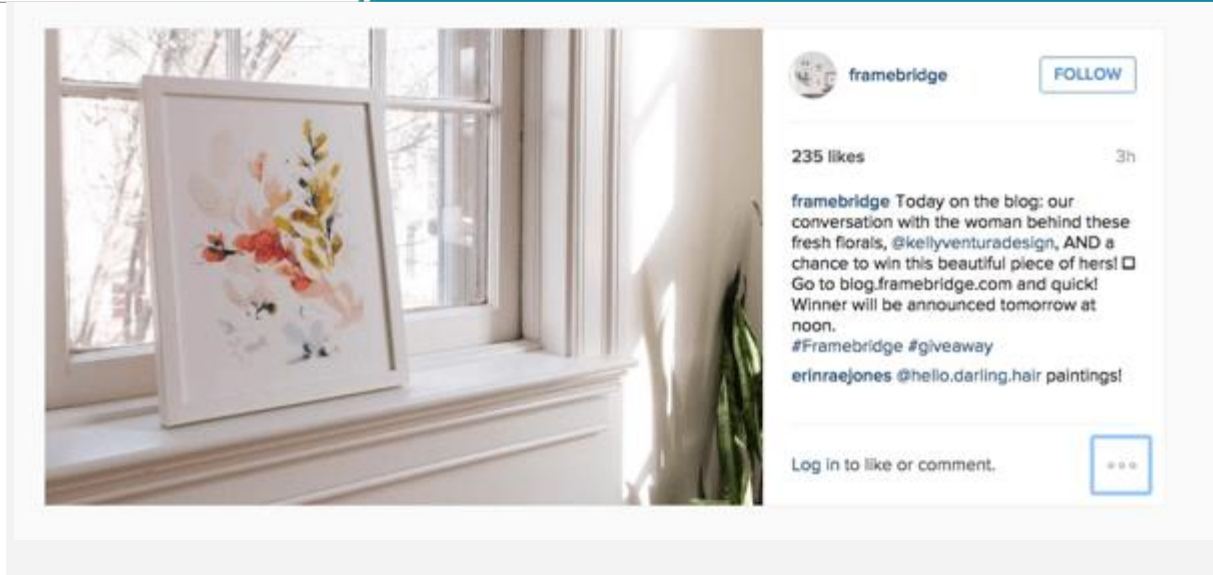 framebridge
FOLLOW
235 likes
3h
framebridge Today on the blog: our
conversation with the woman behind these
fresh florals, @kellyventuradesign, AND a
chance to win this beautiful piece of hers! □
Go to blog.framebridge.com and quick!
Winner will be announced tomorrow at
noon.
#Framebridge #giveaway
erinraejones @hello.darling.hair paintings!
Log in to like or comment.